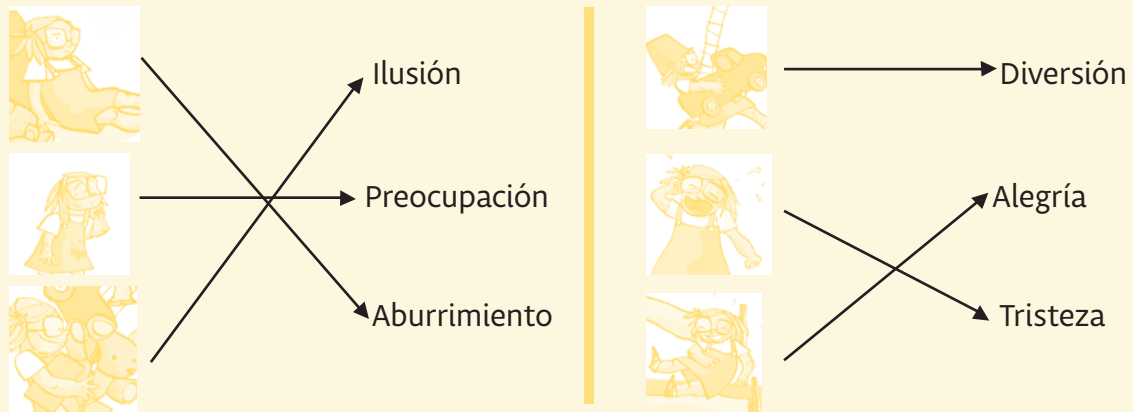 Ilusión
Preocupación
Aburrimiento
Diversión
Alegría
Tristeza